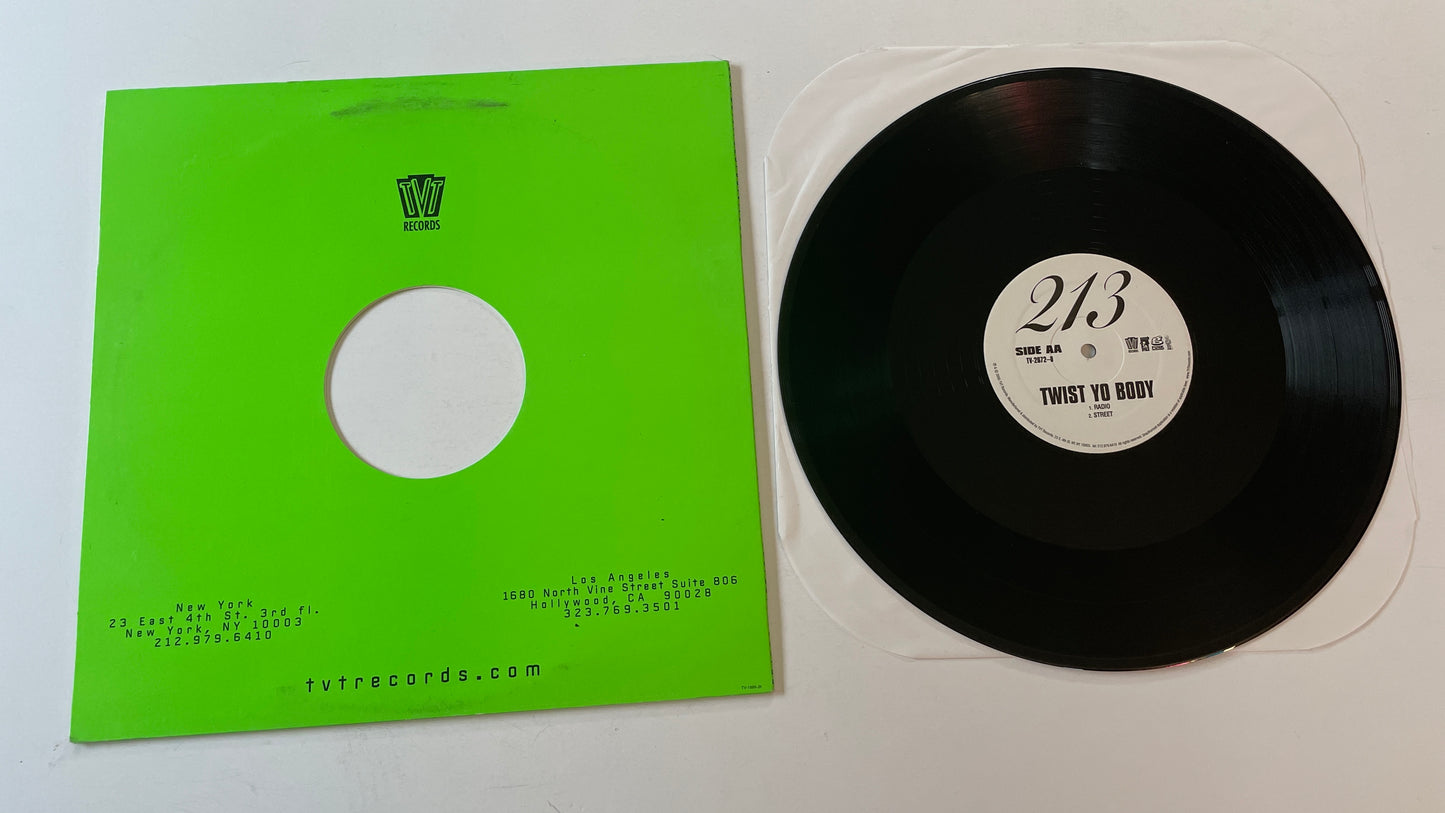 TVT
RECORDS
New York
23 East 4th St. 3rd fl.
New York, NY 10003
212.979.6410
Los Angeles
1680 North Vine Street Suite 806
Hollywood, CA 90028
323.769.3501
tvtrecords.com
213
SIDE AA
TV-2072-0
TWIST YO BODY
1. RADIO
2. STREET